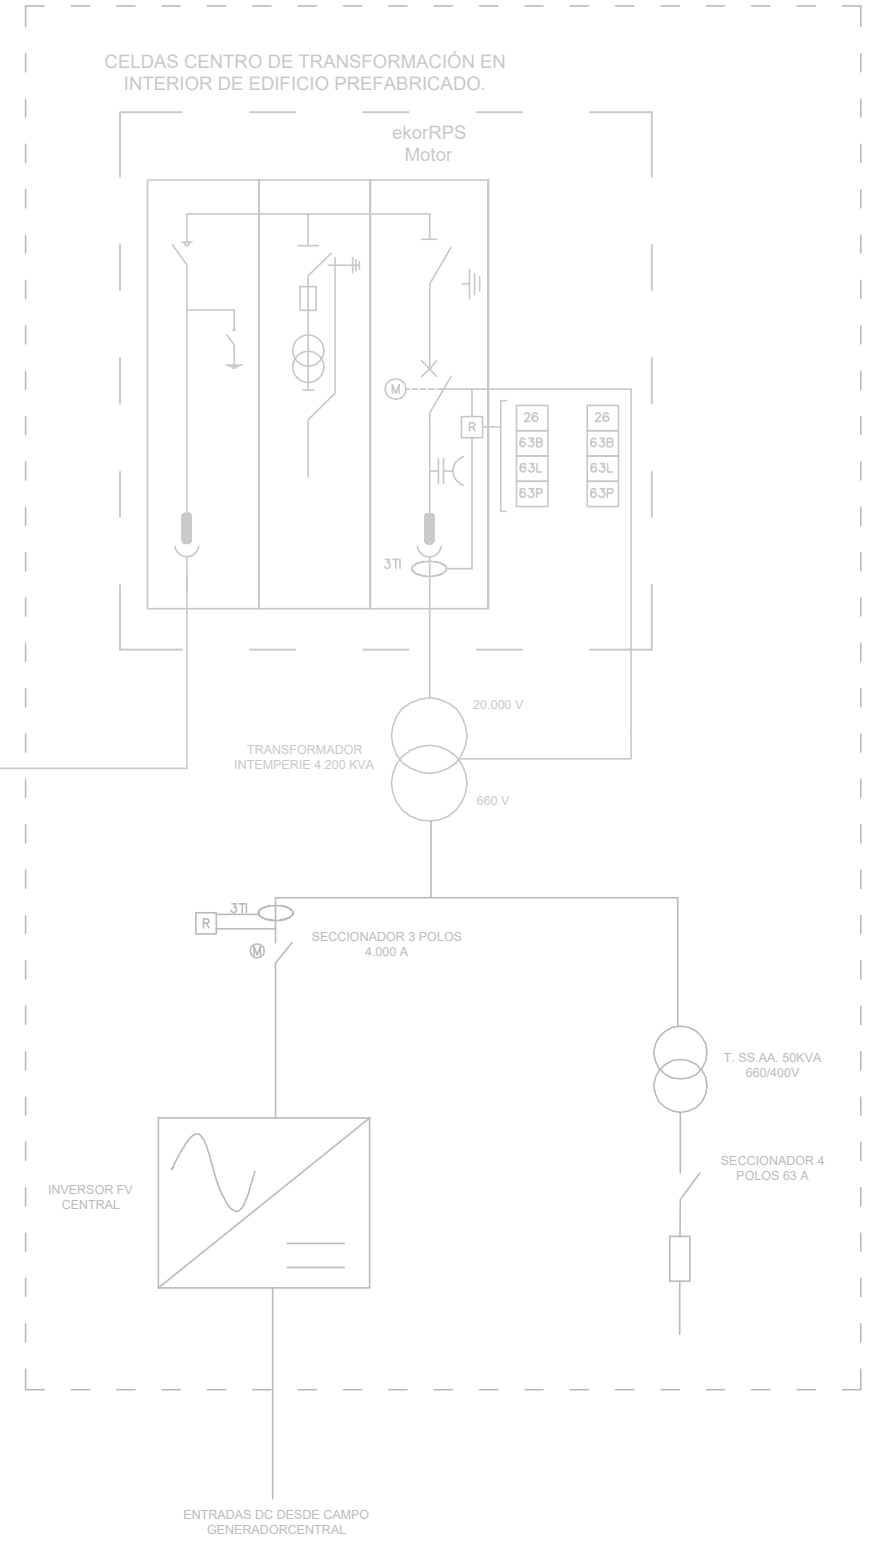 CELDAS CENTRO DE TRANSFORMACIÓN EN
INTERIOR DE EDIFICIO PREFABRICADO.
ekorRPS
Motor
M
R
26
63B
63L
63P
26
63B
63L
63P
3TI
20.000 V
TRANSFORMADOR
INTEMPERIE 4.200 KVA
660 V
3TI
R
M
SECCIONADOR 3 POLOS
4.000 A
T. SS.AA. 50KVA
660/400V
SECCIONADOR 4
POLOS 63 A
INVERSOR FV
CENTRAL
ENTRADAS DC DESDE CAMPO
GENERADORCENTRAL